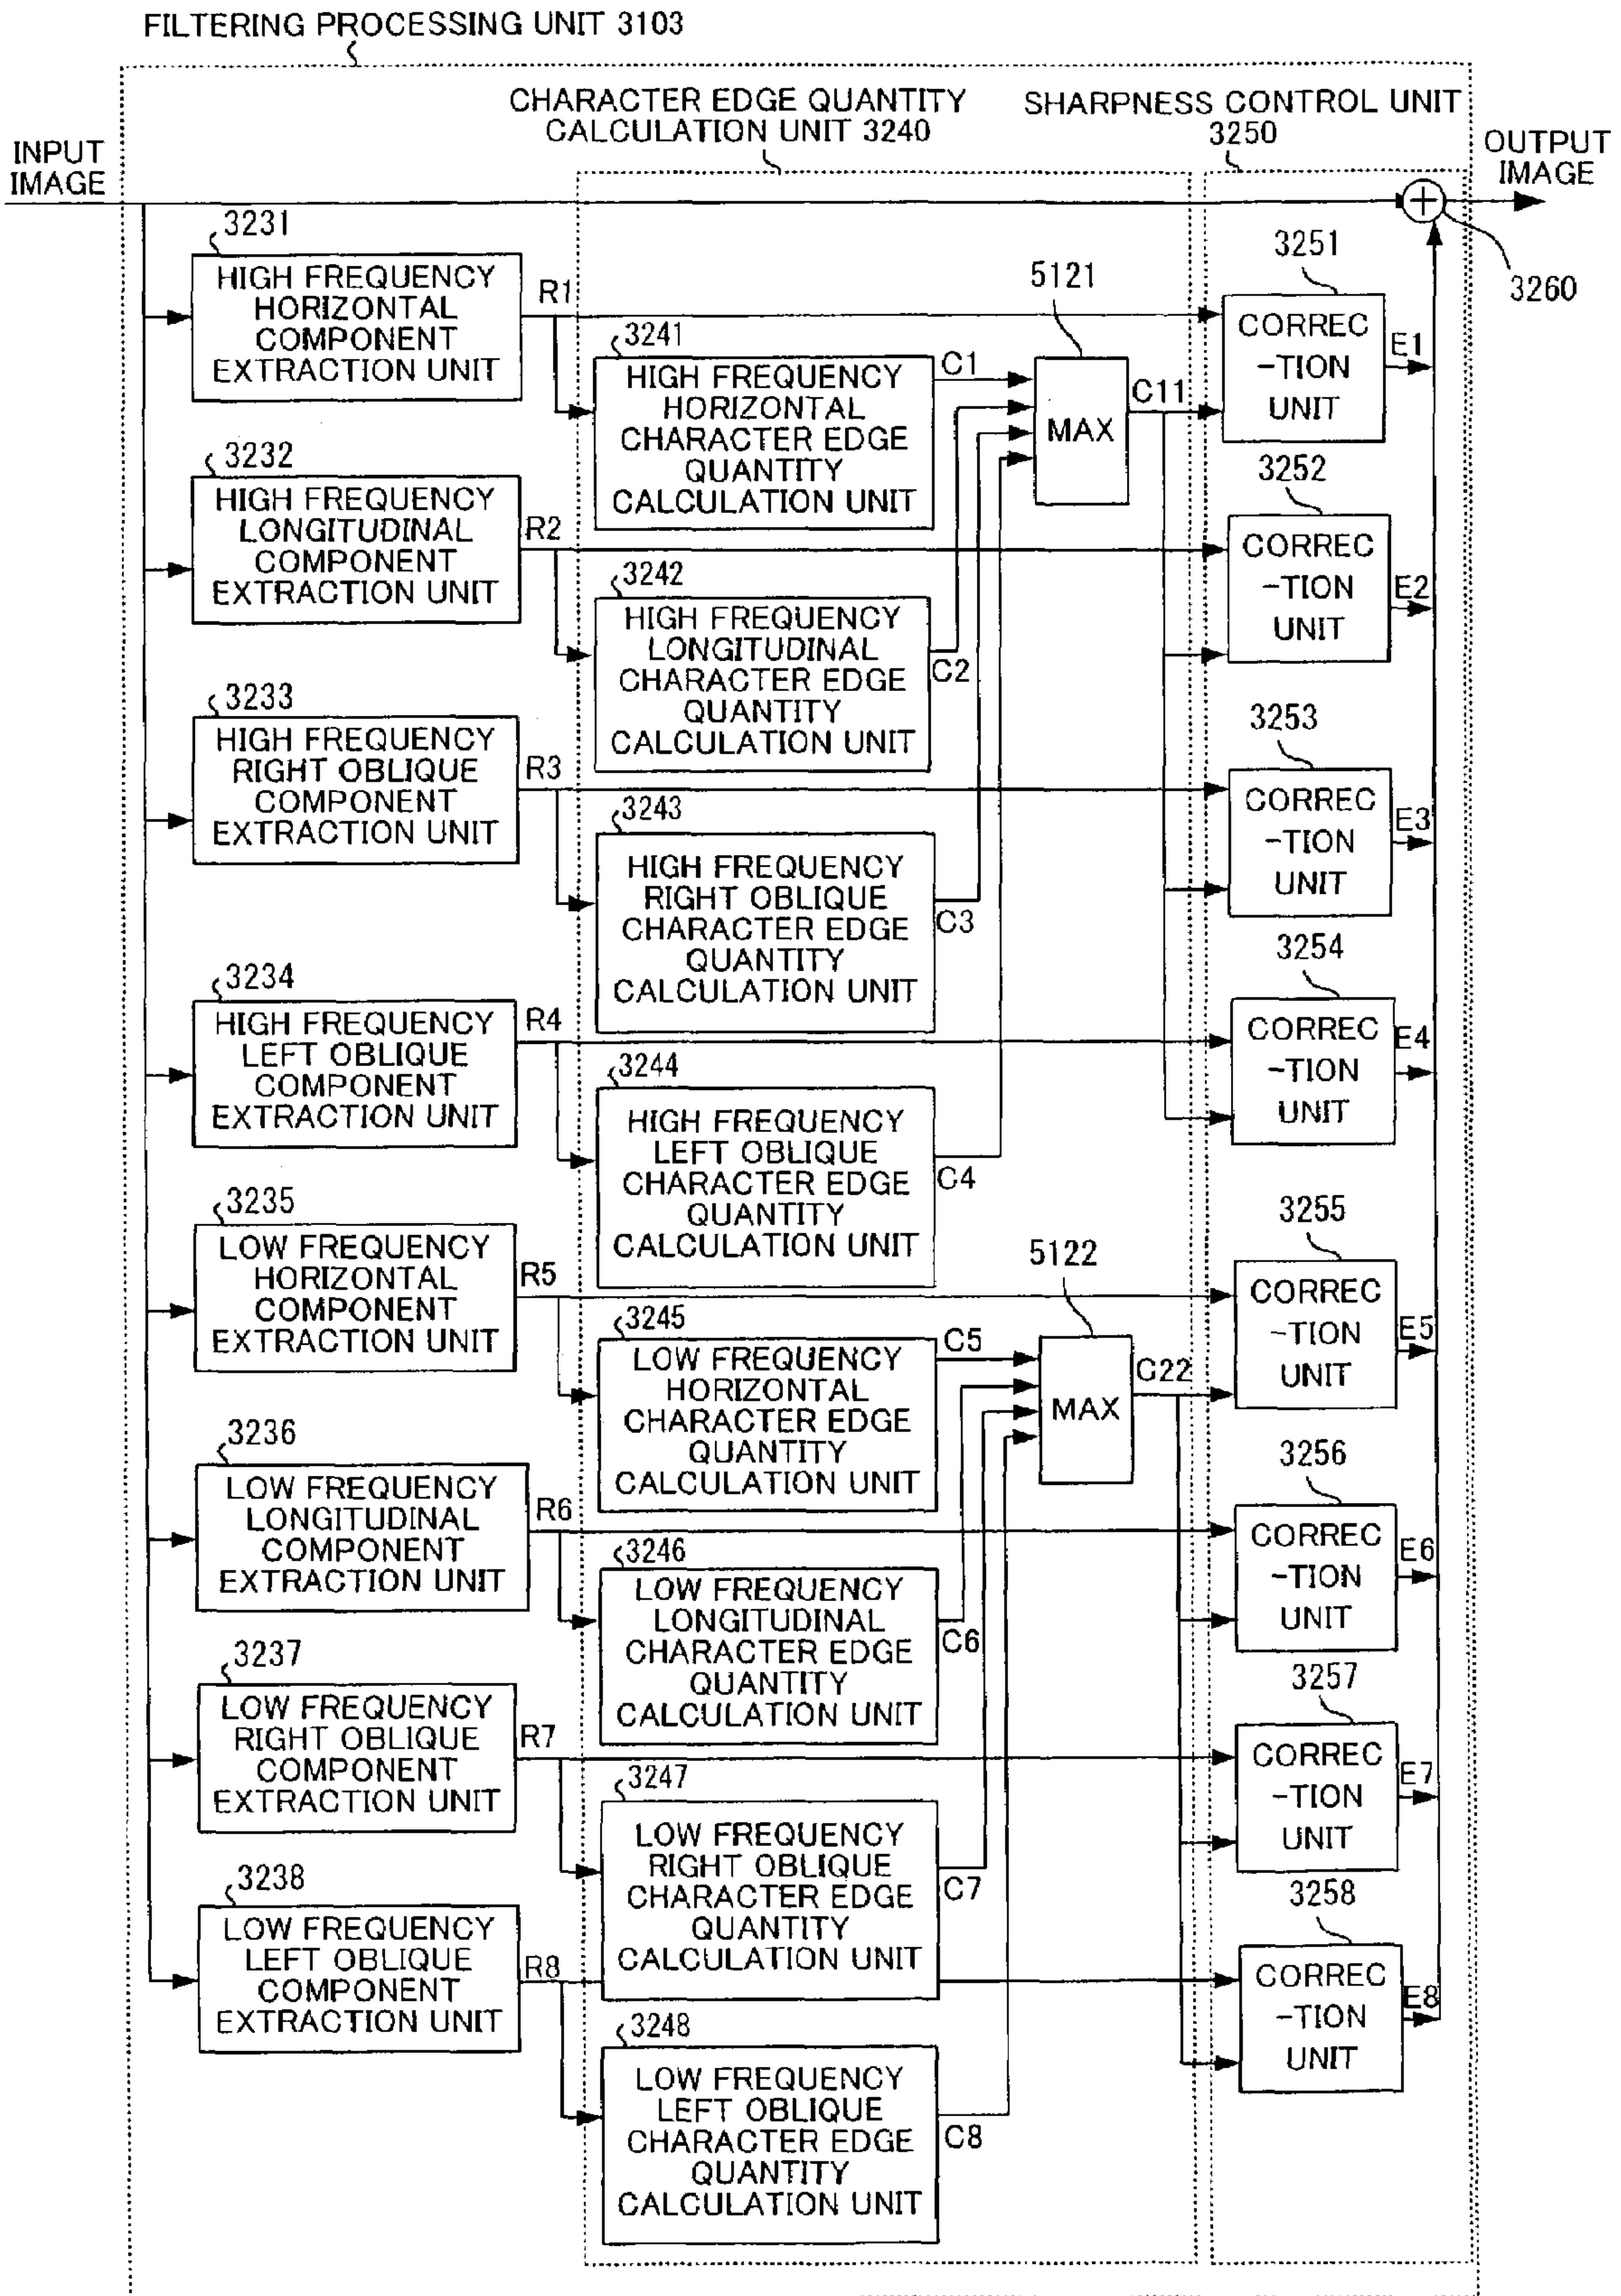 FILTERING PROCESSING UNIT 3103
CHARACTER EDGE QUANTITY
CALCULATION UNIT 3240
SHARPNESS CONTROL UNIT
3250
INPUT
IMAGE
OUTPUT
IMAGE
3260
3231
HIGH FREQUENCY
HORIZONTAL
COMPONENT
EXTRACTION UNIT
R1
3241
HIGH FREQUENCY
HORIZONTAL
CHARACTER EDGE
QUANTITY
CALCULATION UNIT
C1
5121
MAX
C11
3251
CORREC
-TION
UNIT
E1
3232
HIGH FREQUENCY
LONGITUDINAL
COMPONENT
EXTRACTION UNIT
R2
3242
HIGH FREQUENCY
LONGITUDINAL
CHARACTER EDGE
QUANTITY
CALCULATION UNIT
C2
3252
CORREC
-TION
UNIT
E2
3233
HIGH FREQUENCY
RIGHT OBLIQUE
COMPONENT
EXTRACTION UNIT
R3
3243
HIGH FREQUENCY
RIGHT OBLIQUE
CHARACTER EDGE
QUANTITY
CALCULATION UNIT
C3
3253
CORREC
-TION
UNIT
E3
3234
HIGH FREQUENCY
LEFT OBLIQUE
COMPONENT
EXTRACTION UNIT
R4
3244
HIGH FREQUENCY
LEFT OBLIQUE
CHARACTER EDGE
QUANTITY
CALCULATION UNIT
C4
3254
CORREC
-TION
UNIT
E4
3235
LOW FREQUENCY
HORIZONTAL
COMPONENT
EXTRACTION UNIT
R5
3245
LOW FREQUENCY
HORIZONTAL
CHARACTER EDGE
QUANTITY
CALCULATION UNIT
C5
5122
MAX
C22
3255
CORREC
-TION
UNIT
E5
3236
LOW FREQUENCY
LONGITUDINAL
COMPONENT
EXTRACTION UNIT
R6
3246
LOW FREQUENCY
LONGITUDINAL
CHARACTER EDGE
QUANTITY
CALCULATION UNIT
C6
3256
CORREC
-TION
UNIT
E6
3237
LOW FREQUENCY
RIGHT OBLIQUE
COMPONENT
EXTRACTION UNIT
R7
3247
LOW FREQUENCY
RIGHT OBLIQUE
CHARACTER EDGE
QUANTITY
CALCULATION UNIT
C7
3257
CORREC
-TION
UNIT
E7
3238
LOW FREQUENCY
LEFT OBLIQUE
COMPONENT
EXTRACTION UNIT
R8
3248
LOW FREQUENCY
LEFT OBLIQUE
CHARACTER EDGE
QUANTITY
CALCULATION UNIT
C8
3258
CORREC
-TION
UNIT
E8